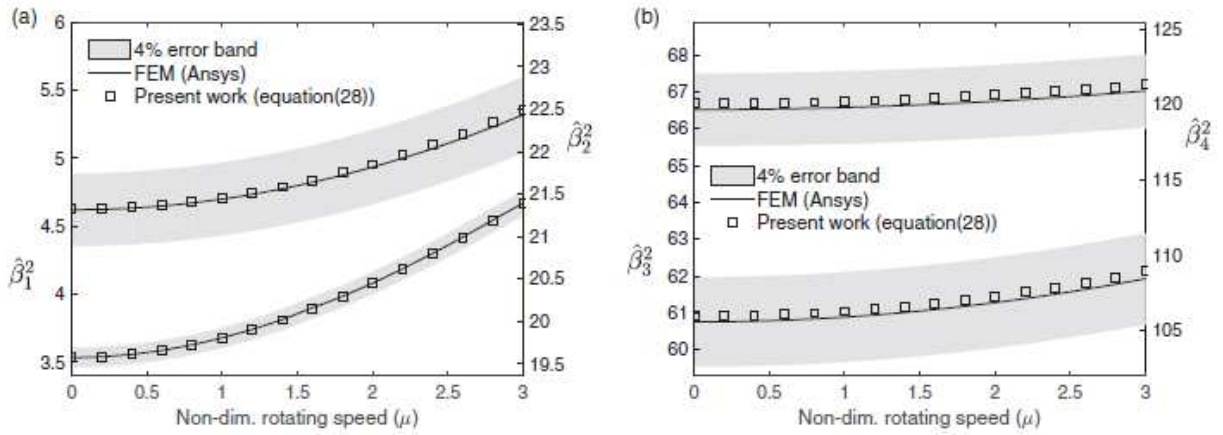 (a)
6
5.5
5
4.5
4
3.5
β̂₁²
4% error band
FEM (Ansys)
Present work (equation(28))
23.5
23
22.5
22
21.5
21
20.5
20
19.5
β̂₂²
0 0.5 1 1.5 2 2.5 3
Non-dim. rotating speed (μ)
(b)
68
67
66
65
64
63
62
61
60
β̂₃²
4% error band
FEM (Ansys)
Present work (equation(28))
125
120
115
110
105
β̂₄²
0 0.5 1 1.5 2 2.5 3
Non-dim. rotating speed (μ)